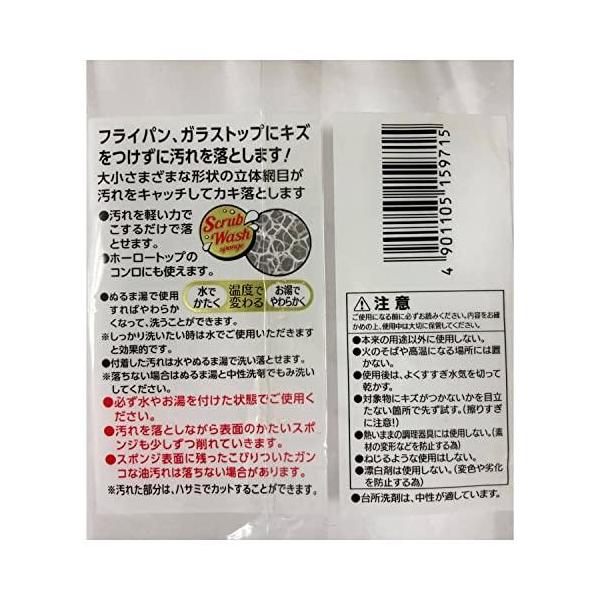 フライパン、ガラストップにキズ
をつけずに汚れを落とします!
大小さまざまな形状の立体網目が
汚れをキャッチしてカキ落とします
●汚れを軽い力で
こするだけで落
とせます。
●ホーロートップの
コンロにも使えます。
Scrub
& Wash
sponge
水で
かたく
温度で
変わる
お湯で
やわらかく
●ぬるま湯で使用
すればやわらか
くなって、洗うことができます。
※しっかり洗いたい時は水でご使用いただきます
と効果的です。
●付着した汚れは水やぬるま湯で洗い落とせます。
※落ちない場合はぬるま湯と中性洗剤でもみ洗い
してください。
●必ず水やお湯を付けた状態でご使用く
ださい。
●汚れを落としながら表面のかたいスポ
ンジも少しずつ削れていきます。
●スポンジ表面に残ったこびりついたガン
コな油汚れは落ちない場合があります。
※汚れた部分は、ハサミでカットすることができます。
4 901105 159715
⚠注意
ご使用になる前に必ずお読みください。内容をお確
かめの上、使用中は大切に保管してください。
●本来の用途以外に使用しない。
●火のそばや高温になる場所には置
かない。
●使用後は、よくすすぎ水気を切って
乾かす。
●対象物にキズがつかないかを目立
たない箇所で先ず試す。(擦りすぎ
に注意!)
●熱いままの調理器具には使用しない。(素
材の変形などを防止する為)
●ねじるような使用はしない。
●漂白剤は使用しない。(変色や劣化
を防止する為)
●台所洗剤は、中性が適しています。